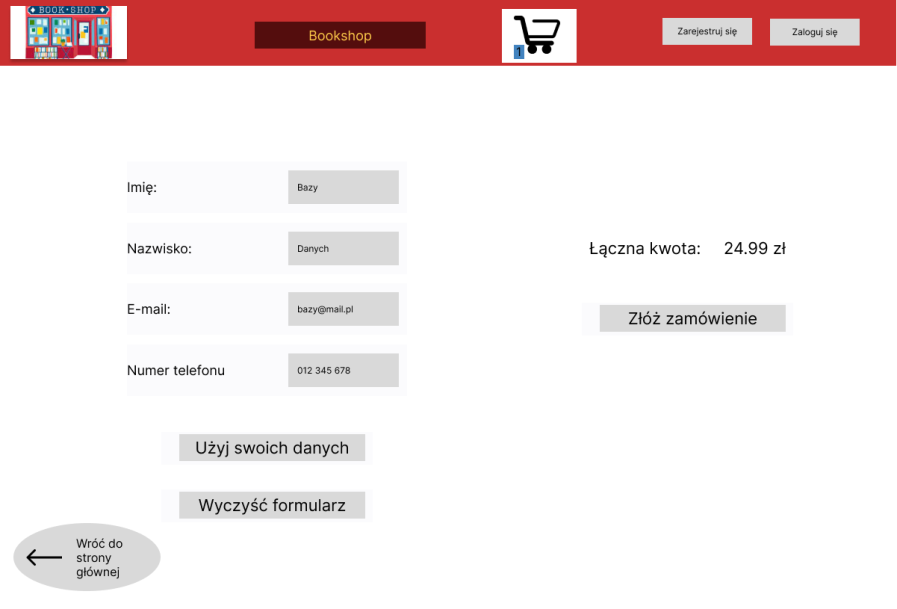 BOOK•SHOP
Bookshop
1
Zarejestruj się
Zaloguj się
Imię:
Bazy
Nazwisko:
Danych
Łączna kwota: 24.99 zł
E-mail:
bazy@mail.pl
Złóż zamówienie
Numer telefonu
012 345 678
Użyj swoich danych
Wyczyść formularz
Wróć do
strony
głównej